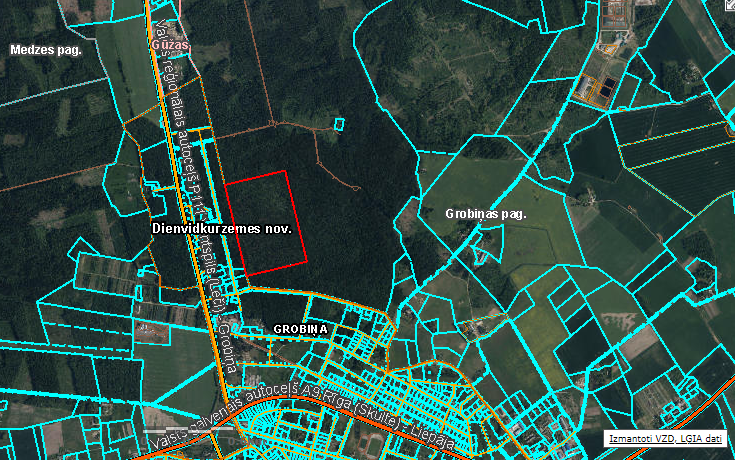 Medzes pag.
Gūzas
Valsts reģionālais autoceļš P111 Ventspils (Leči) - Grobiņa
Grobiņas pag.
Dienvidkurzemes nov.
GROBIŅA
Valsts galvenais autoceļš A9 Rīga (Skulte) - Liepāja
Izmantoti VZD, LGIA dati